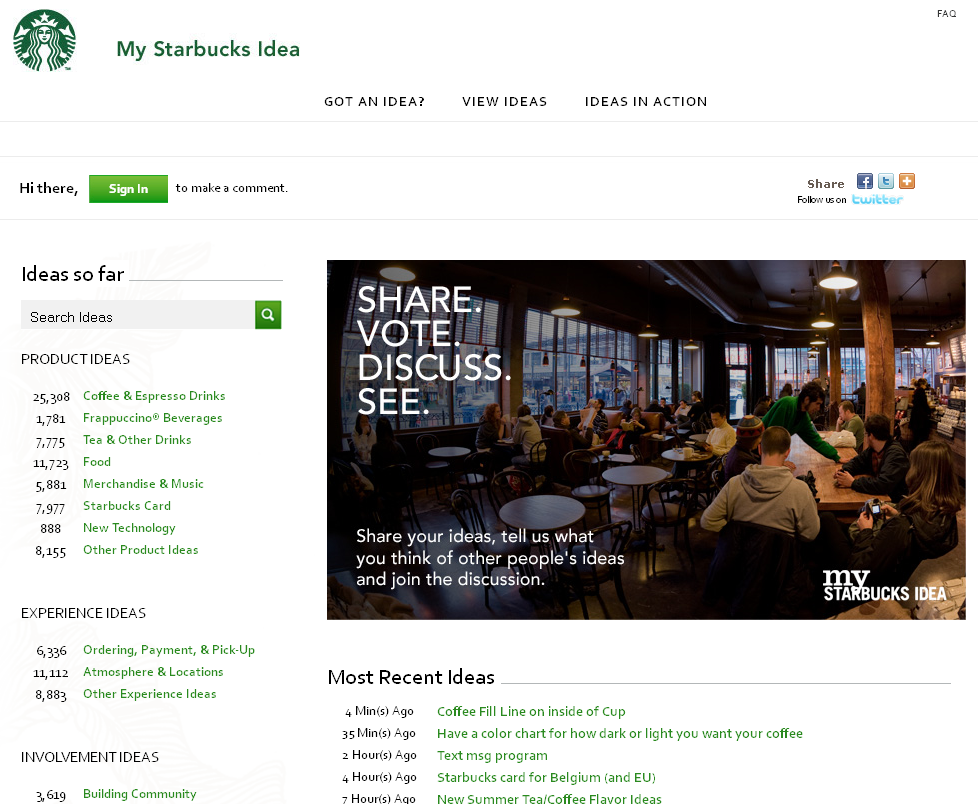 FAQ
My Starbucks Idea
GOT AN IDEA?
VIEW IDEAS
IDEAS IN ACTION
Hi there,
Sign In
to make a comment.
Share
Follow us on twitter
Ideas so far
Search Ideas
PRODUCT IDEAS
25,308 Coffee & Espresso Drinks
1,781 Frappuccino® Beverages
7,775 Tea & Other Drinks
11,723 Food
5,881 Merchandise & Music
7,977 Starbucks Card
888 New Technology
8,155 Other Product Ideas
EXPERIENCE IDEAS
6,336 Ordering, Payment, & Pick-Up
11,112 Atmosphere & Locations
8,883 Other Experience Ideas
INVOLVEMENT IDEAS
3,619 Building Community
SHARE.
VOTE.
DISCUSS.
SEE.
Share your ideas, tell us what
you think of other people's ideas
and join the discussion.
my
STARBUCKS IDEA
Most Recent Ideas
4 Min(s) Ago Coffee Fill Line on inside of Cup
35 Min(s) Ago Have a color chart for how dark or light you want your coffee
2 Hour(s) Ago Text msg program
4 Hour(s) Ago Starbucks card for Belgium (and EU)
7 Hour(s) Ago New Summer Tea/Coffee Flavor Ideas